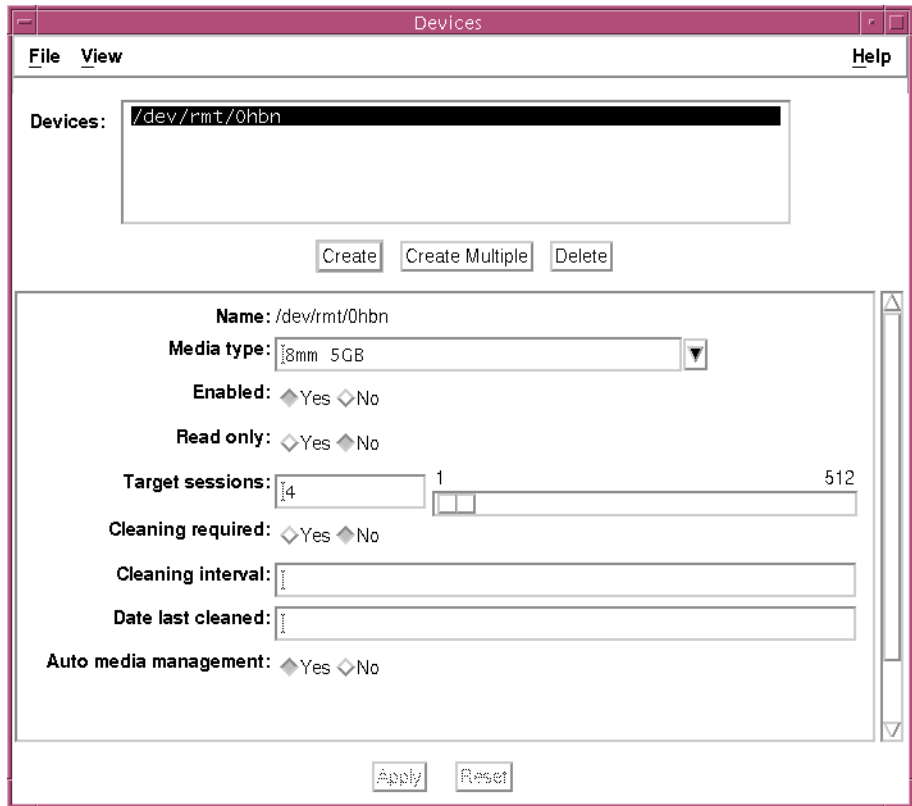 Devices
File View Help
Devices: /dev/rmt/0hbn
Create Create Multiple Delete
Name: /dev/rmt/0hbn
Media type: 8mm 5GB
Enabled: Yes No
Read only: Yes No
Target sessions: 4 1 512
Cleaning required: Yes No
Cleaning interval:
Date last cleaned:
Auto media management: Yes No
Apply Reset